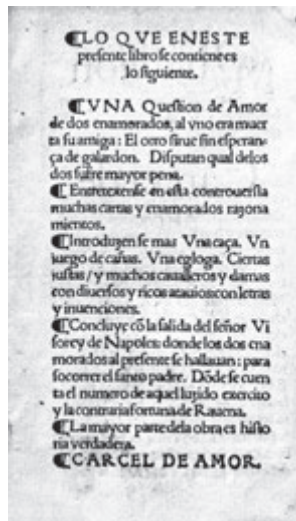 ¶LO QVE ENESTE
presente libro se contiene es
lo siguiente.
¶VNA Question de Amor
de dos enamorados, al vno era muer
ta su amiga: El otro sirue sin esperan
ça de galardon. Disputan qual delos
dos sufre mayor pena.
¶Entretexense en esta controuersia
muchas cartas y enamorados razona
mientos.
¶Introduzense mas Vna caça. Vn
juego de cañas. Vna egloga. Ciertas
justas/ y muchos caualleros y damas
con diuersos y ricos atauios con letras
y inuenciones.
¶Concluye cõ la salida del señor Vi
sorey de Napoles: donde los dos ena
morados al presente se hallauan: para
socorrer el santo padre. Dõde se cuen
ta el numero de aquel luzido exercito
y la contraria fortuna de Rauena.
¶La mayor parte dela obra es histo
ria verdadera.
¶CARCEL DE AMOR.